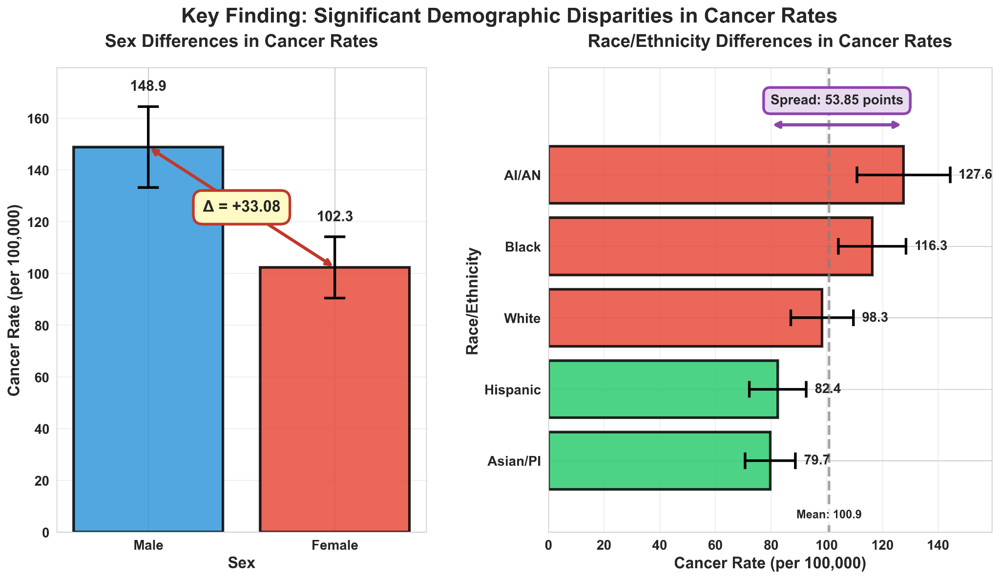 Key Finding: Significant Demographic Disparities in Cancer Rates
Sex Differences in Cancer Rates
Cancer Rate (per 100,000)
160
140
120
100
80
60
40
20
0
148.9
Δ = +33.08
102.3
Male
Female
Sex
Race/Ethnicity Differences in Cancer Rates
Race/Ethnicity
Spread: 53.85 points
AI/AN
127.6
Black
116.3
White
98.3
Hispanic
82.4
Asian/PI
79.7
Mean: 100.9
0
20
40
60
80
100
120
140
Cancer Rate (per 100,000)